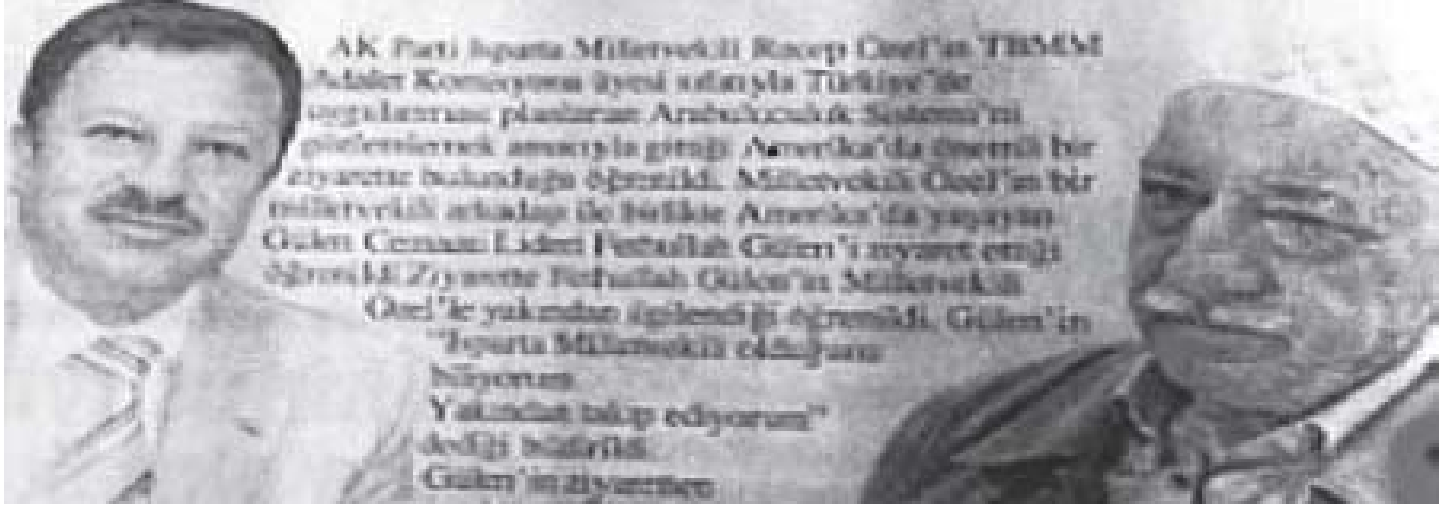 AK Parti Isparta Milletvekili Recep Özel'in TBMM
Adalet Komisyonu üyesi sıfatıyla Türkiye'de
uygulanması planlanan Arabuluculuk Sistemi'ni
gözlemlemek amacıyla gittiği Amerika'da önemli bir
ziyarette bulunduğu öğrenildi. Milletvekili Özel'in bir
milletvekili arkadaşı ile birlikte Amerika'da yaşayan
Gülen Cemaati Lideri Fethullah Gülen'i ziyaret ettiği
öğrenildi. Ziyarette Fethullah Gülen'in Milletvekili
Özel'le yakından ilgilendiği öğrenildi. Gülen'in
"Isparta Milletvekili olduğunu
biliyorum
Yakından takip ediyorum"
dediği bildirildi.
Gülen'in ziyaretten